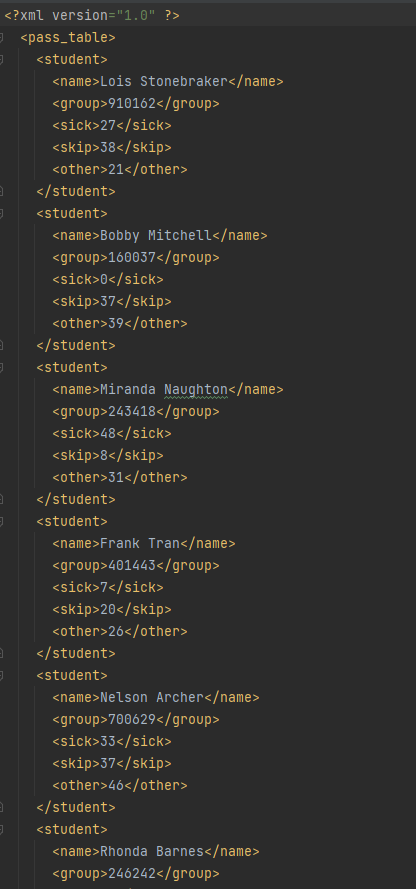 <?xml version="1.0" ?>
<pass_table>
<student>
<name>Lois Stonebraker</name>
<group>910162</group>
<sick>27</sick>
<skip>38</skip>
<other>21</other>
</student>
<student>
<name>Bobby Mitchell</name>
<group>160037</group>
<sick>0</sick>
<skip>37</skip>
<other>39</other>
</student>
<student>
<name>Miranda Naughton</name>
<group>243418</group>
<sick>48</sick>
<skip>8</skip>
<other>31</other>
</student>
<student>
<name>Frank Tran</name>
<group>401443</group>
<sick>7</sick>
<skip>20</skip>
<other>26</other>
</student>
<student>
<name>Nelson Archer</name>
<group>700629</group>
<sick>33</sick>
<skip>37</skip>
<other>46</other>
</student>
<student>
<name>Rhonda Barnes</name>
<group>246242</group>